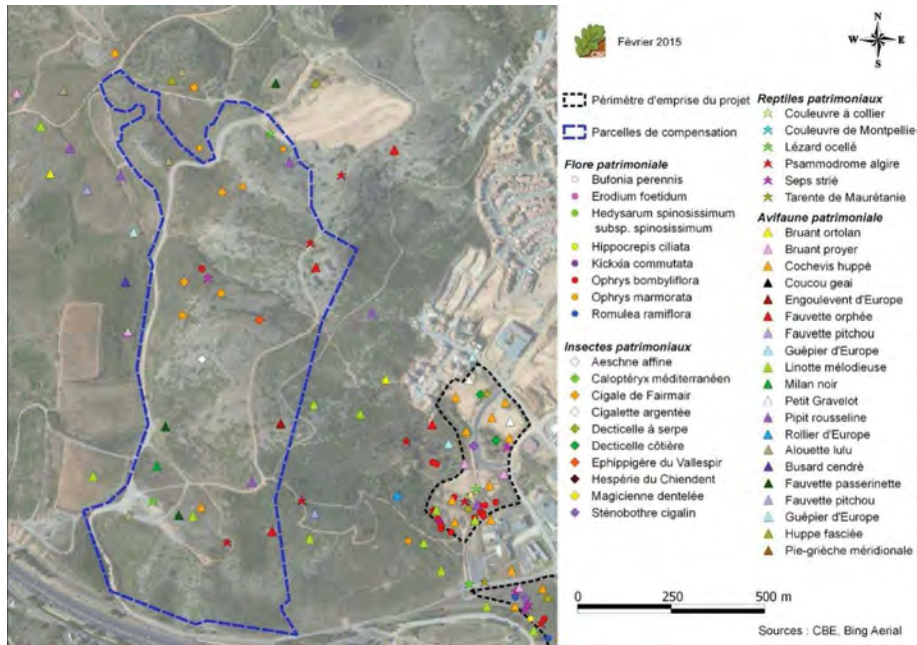 Février 2015
N
W E
S
Périmètre d'emprise du projet
Parcelles de compensation
Flore patrimoniale
Bufonia perennis
Erodium foetidum
Hedysarum spinosissimum
subsp. spinosissimum
Hippocrepis ciliata
Kickxia commutata
Ophrys bombyliflora
Ophrys marmorata
Romulea ramiflora
Insectes patrimoniaux
Aeschne affine
Caloptéryx méditerranéen
Cigale de Fairmair
Cigalette argentée
Decticelle à serpe
Decticelle côtière
Ephippigère du Vallespir
Hespérie du Chiendent
Magicienne dentelée
Sténobothre cigalin
Reptiles patrimoniaux
Couleuvre à collier
Couleuvre de Montpellie
Lézard ocellé
Psammodrome algire
Seps strié
Tarente de Maurétanie
Avifaune patrimoniale
Bruant ortolan
Bruant proyer
Cochevis huppé
Coucou geai
Engoulevent d'Europe
Fauvette orphée
Fauvette pitchou
Guêpier d'Europe
Linotte mélodieuse
Milan noir
Petit Gravelot
Pipit rousseline
Rollier d'Europe
Alouette lulu
Busard cendré
Fauvette passerinette
Fauvette pitchou
Guêpier d'Europe
Huppe fasciée
Pie-grièche méridionale
0 250 500 m
Sources : CBE, Bing Aerial